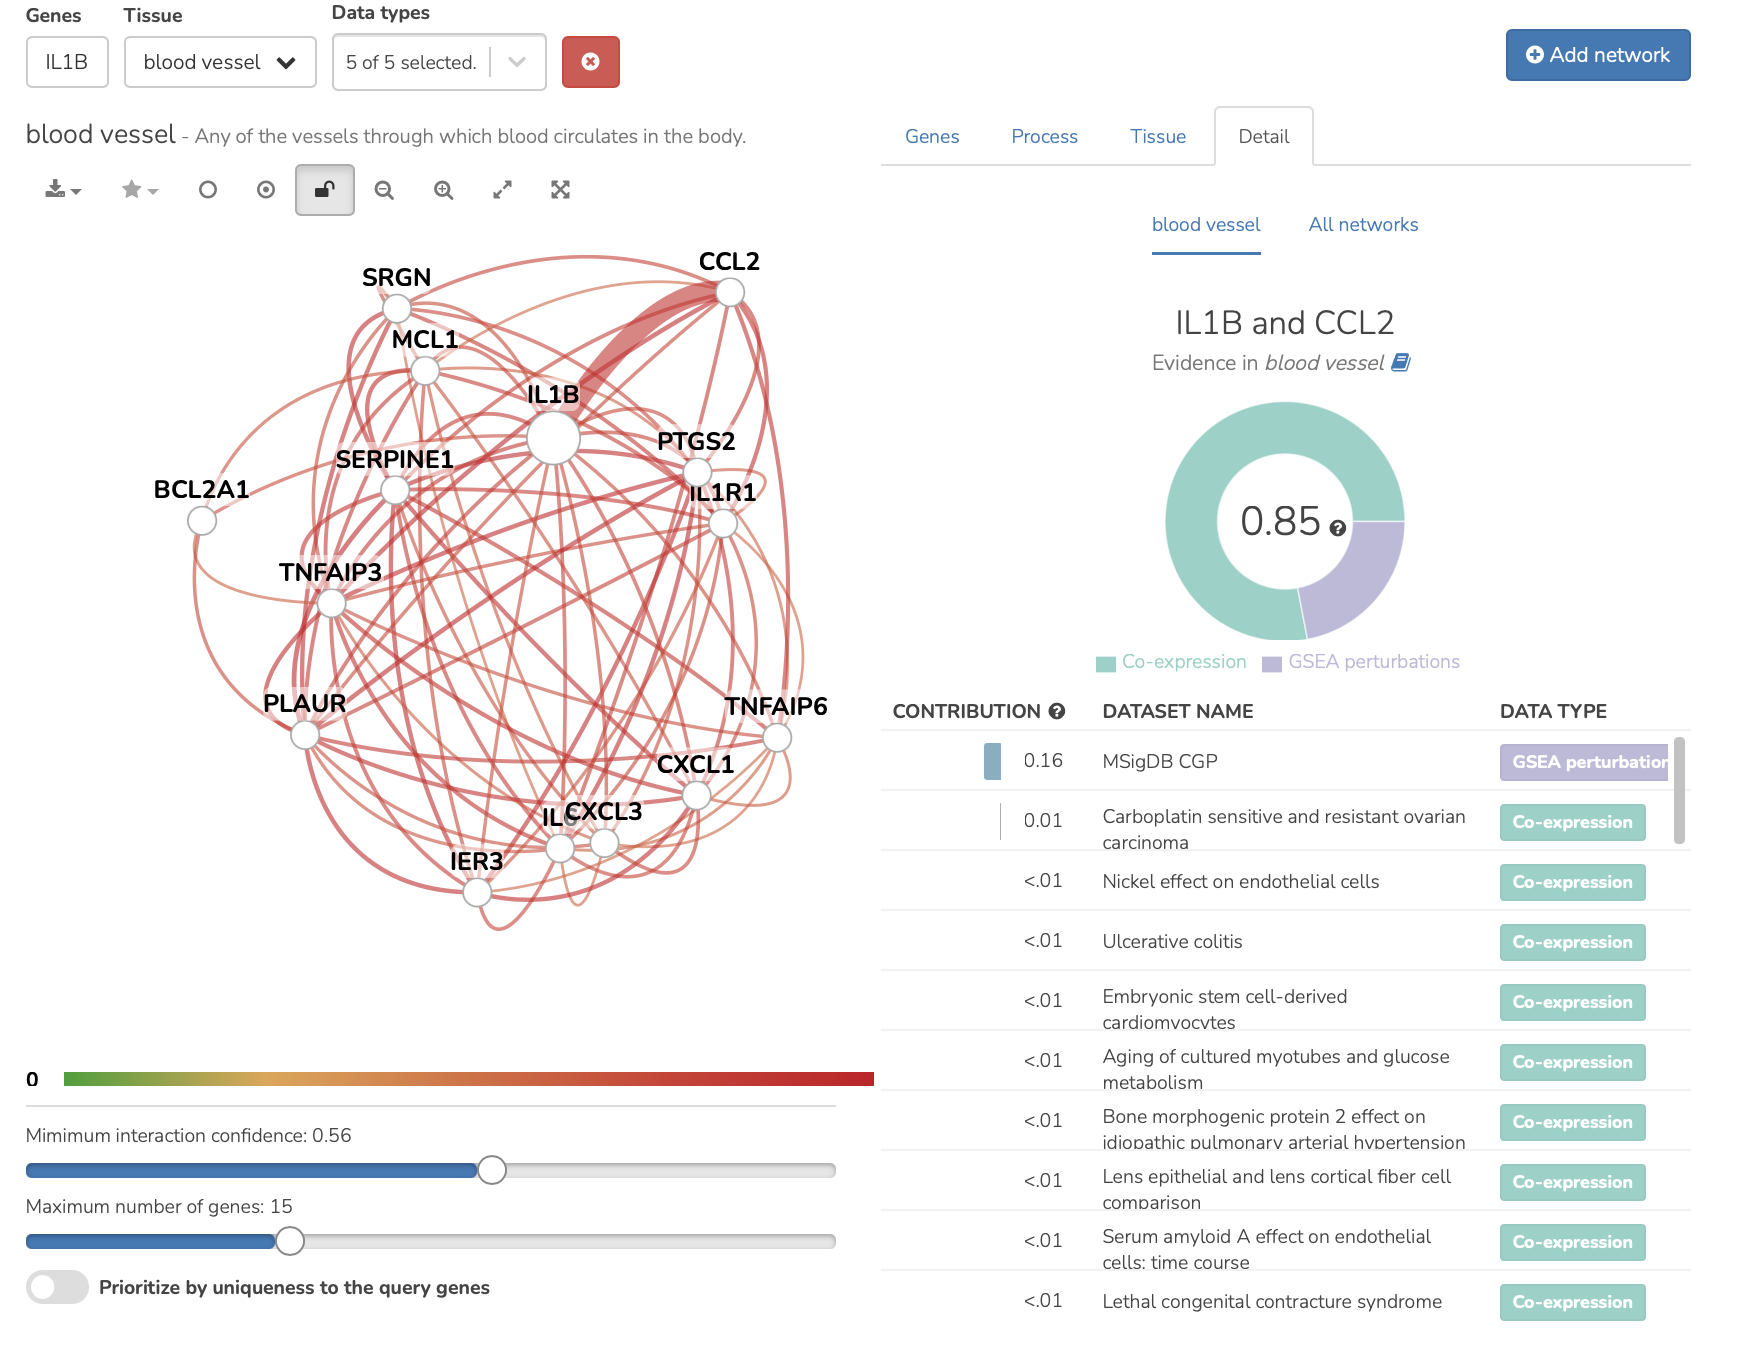 Genes
Tissue
Data types
IL1B
blood vessel
5 of 5 selected.
Add network
blood vessel - Any of the vessels through which blood circulates in the body.
Genes
Process
Tissue
Detail
blood vessel
All networks
SRGN
CCL2
MCL1
IL1B
PTGS2
SERPINE1
BCL2A1
IL1R1
TNFAIP3
PLAUR
TNFAIP6
CXCL1
CXCL3
IER3
0
Mimimum interaction confidence: 0.56
Maximum number of genes: 15
Prioritize by uniqueness to the query genes
IL1B and CCL2
Evidence in blood vessel
0.85
Co-expression
GSEA perturbations
CONTRIBUTION DATASET NAME DATA TYPE
0.16 MSigDB CGP GSEA perturbation
0.01 Carboplatin sensitive and resistant ovarian
carcinoma
Co-expression
<.01 Nickel effect on endothelial cells Co-expression
<.01 Ulcerative colitis Co-expression
<.01 Embryonic stem cell-derived
cardiomyocytes
Co-expression
<.01 Aging of cultured myotubes and glucose
metabolism
Co-expression
<.01 Bone morphogenic protein 2 effect on
idiopathic pulmonary arterial hypertension
Co-expression
<.01 Lens epithelial and lens cortical fiber cell
comparison
Co-expression
<.01 Serum amyloid A effect on endothelial
cells: time course
Co-expression
<.01 Lethal congenital contracture syndrome Co-expression